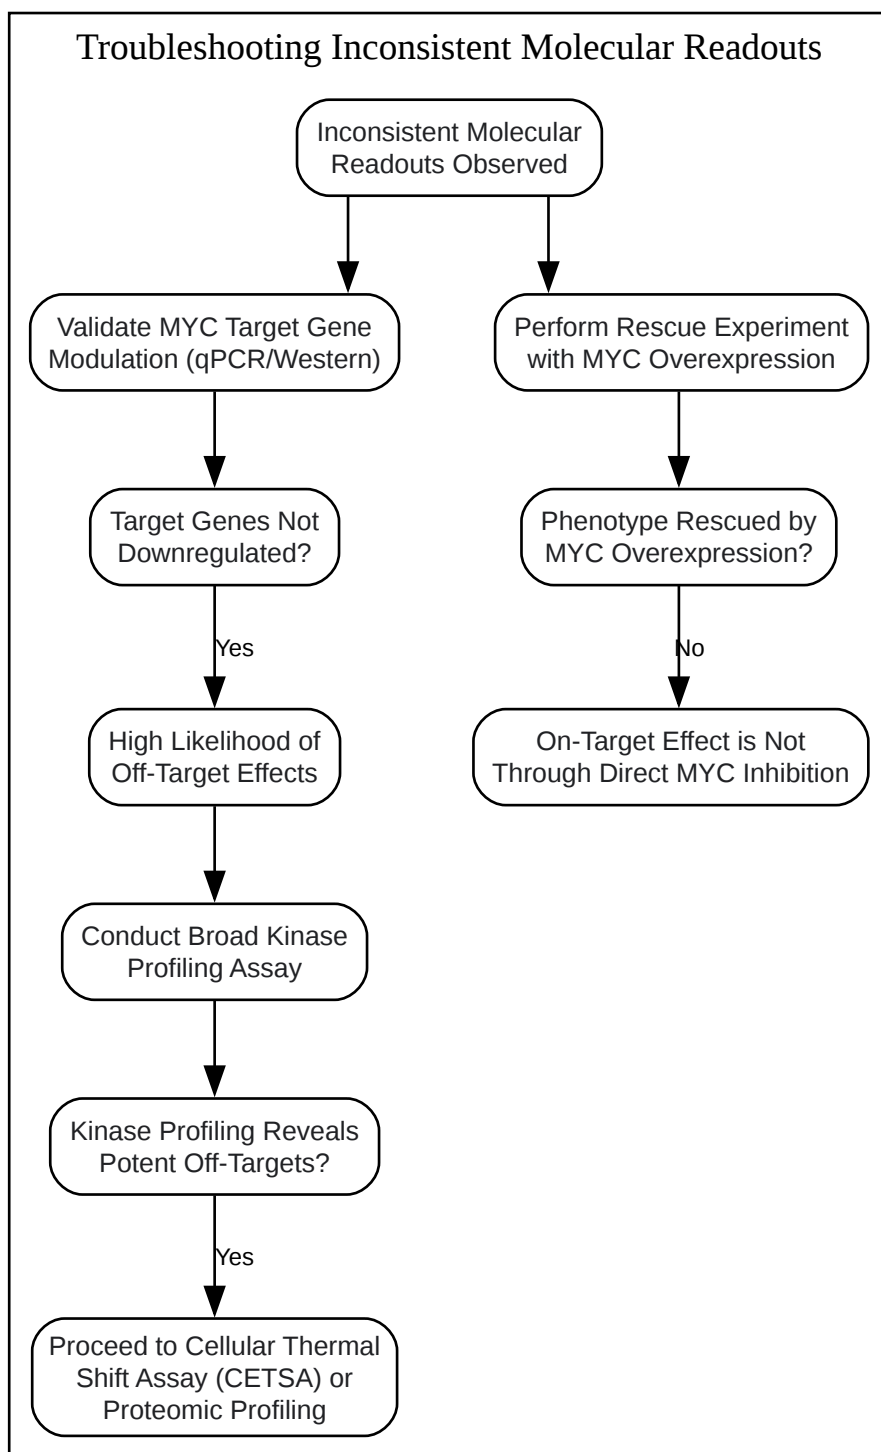 Troubleshooting Inconsistent Molecular Readouts
Inconsistent Molecular
Readouts Observed
Validate MYC Target Gene
Modulation (qPCR/Western)
Perform Rescue Experiment
with MYC Overexpression
Target Genes Not
Downregulated?
Phenotype Rescued by
MYC Overexpression?
Yes
No
High Likelihood of
Off-Target Effects
On-Target Effect is Not
Through Direct MYC Inhibition
Conduct Broad Kinase
Profiling Assay
Kinase Profiling Reveals
Potent Off-Targets?
Yes
Proceed to Cellular Thermal
Shift Assay (CETSA) or
Proteomic Profiling